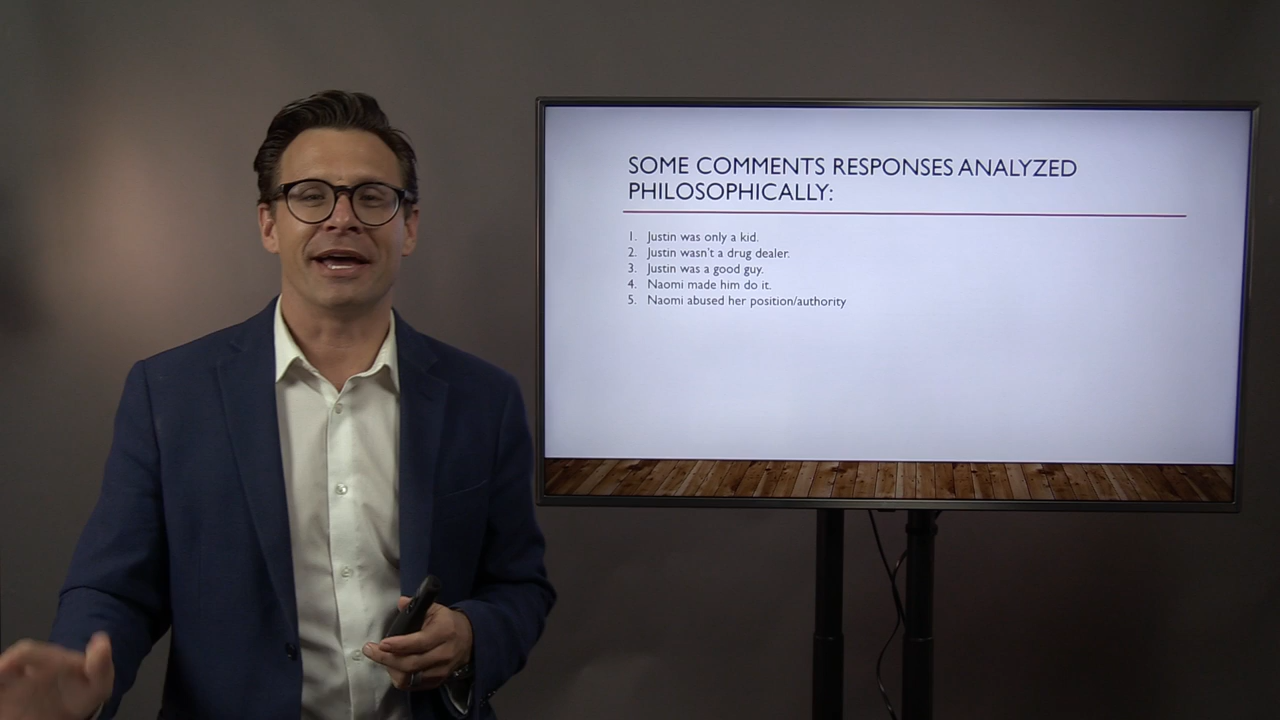 SOME COMMENTS RESPONSES ANALYZED
PHILOSOPHICALLY:
1. Justin was only a kid.
2. Justin wasn't a drug dealer.
3. Justin was a good guy.
4. Naomi made him do it.
5. Naomi abused her position/authority